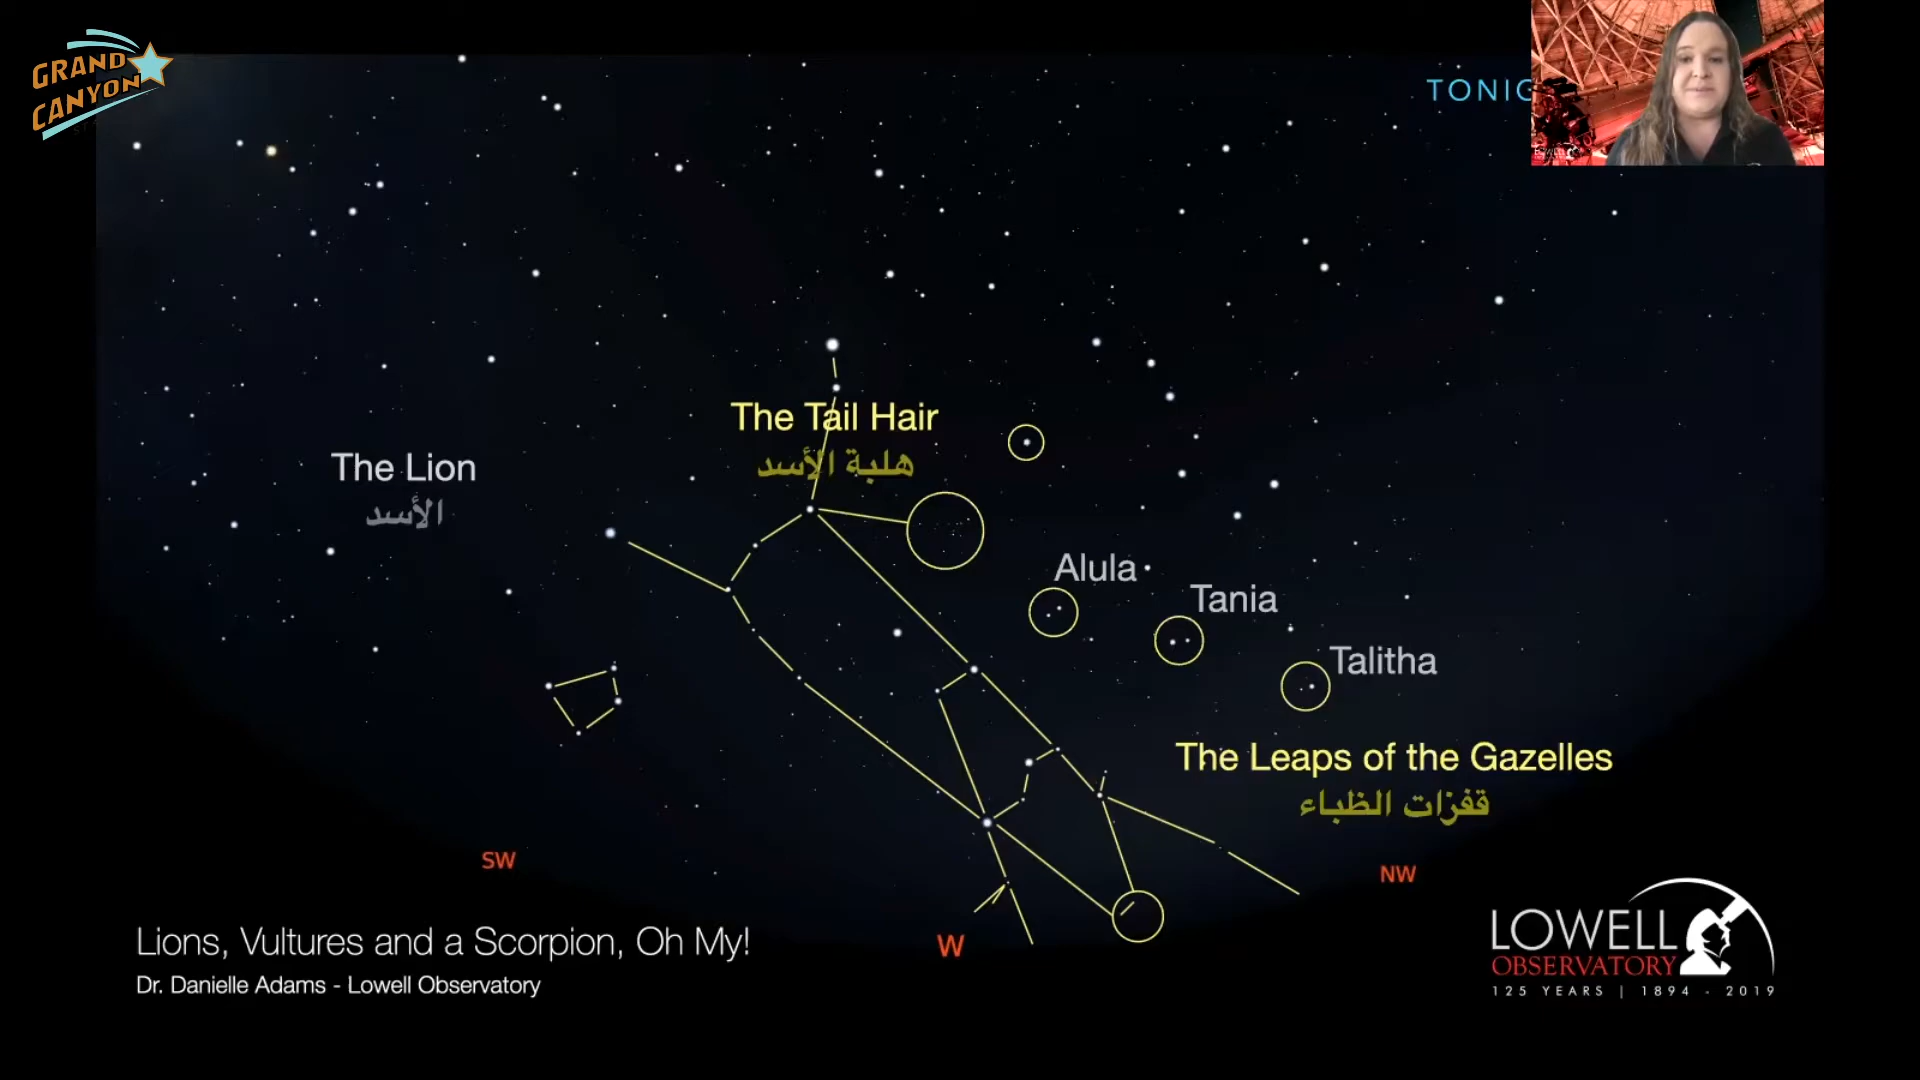 GRAND
CANYON
TONIG
The Tail Hair
هلبة الأسد
The Lion
الأسد
Alula
Tania
Talitha
The Leaps of the Gazelles
قفزات الظباء
SW
NW
W
Lions, Vultures and a Scorpion, Oh My!
Dr. Danielle Adams - Lowell Observatory
LOWELL
OBSERVATORY
125 YEARS | 1894 - 2019